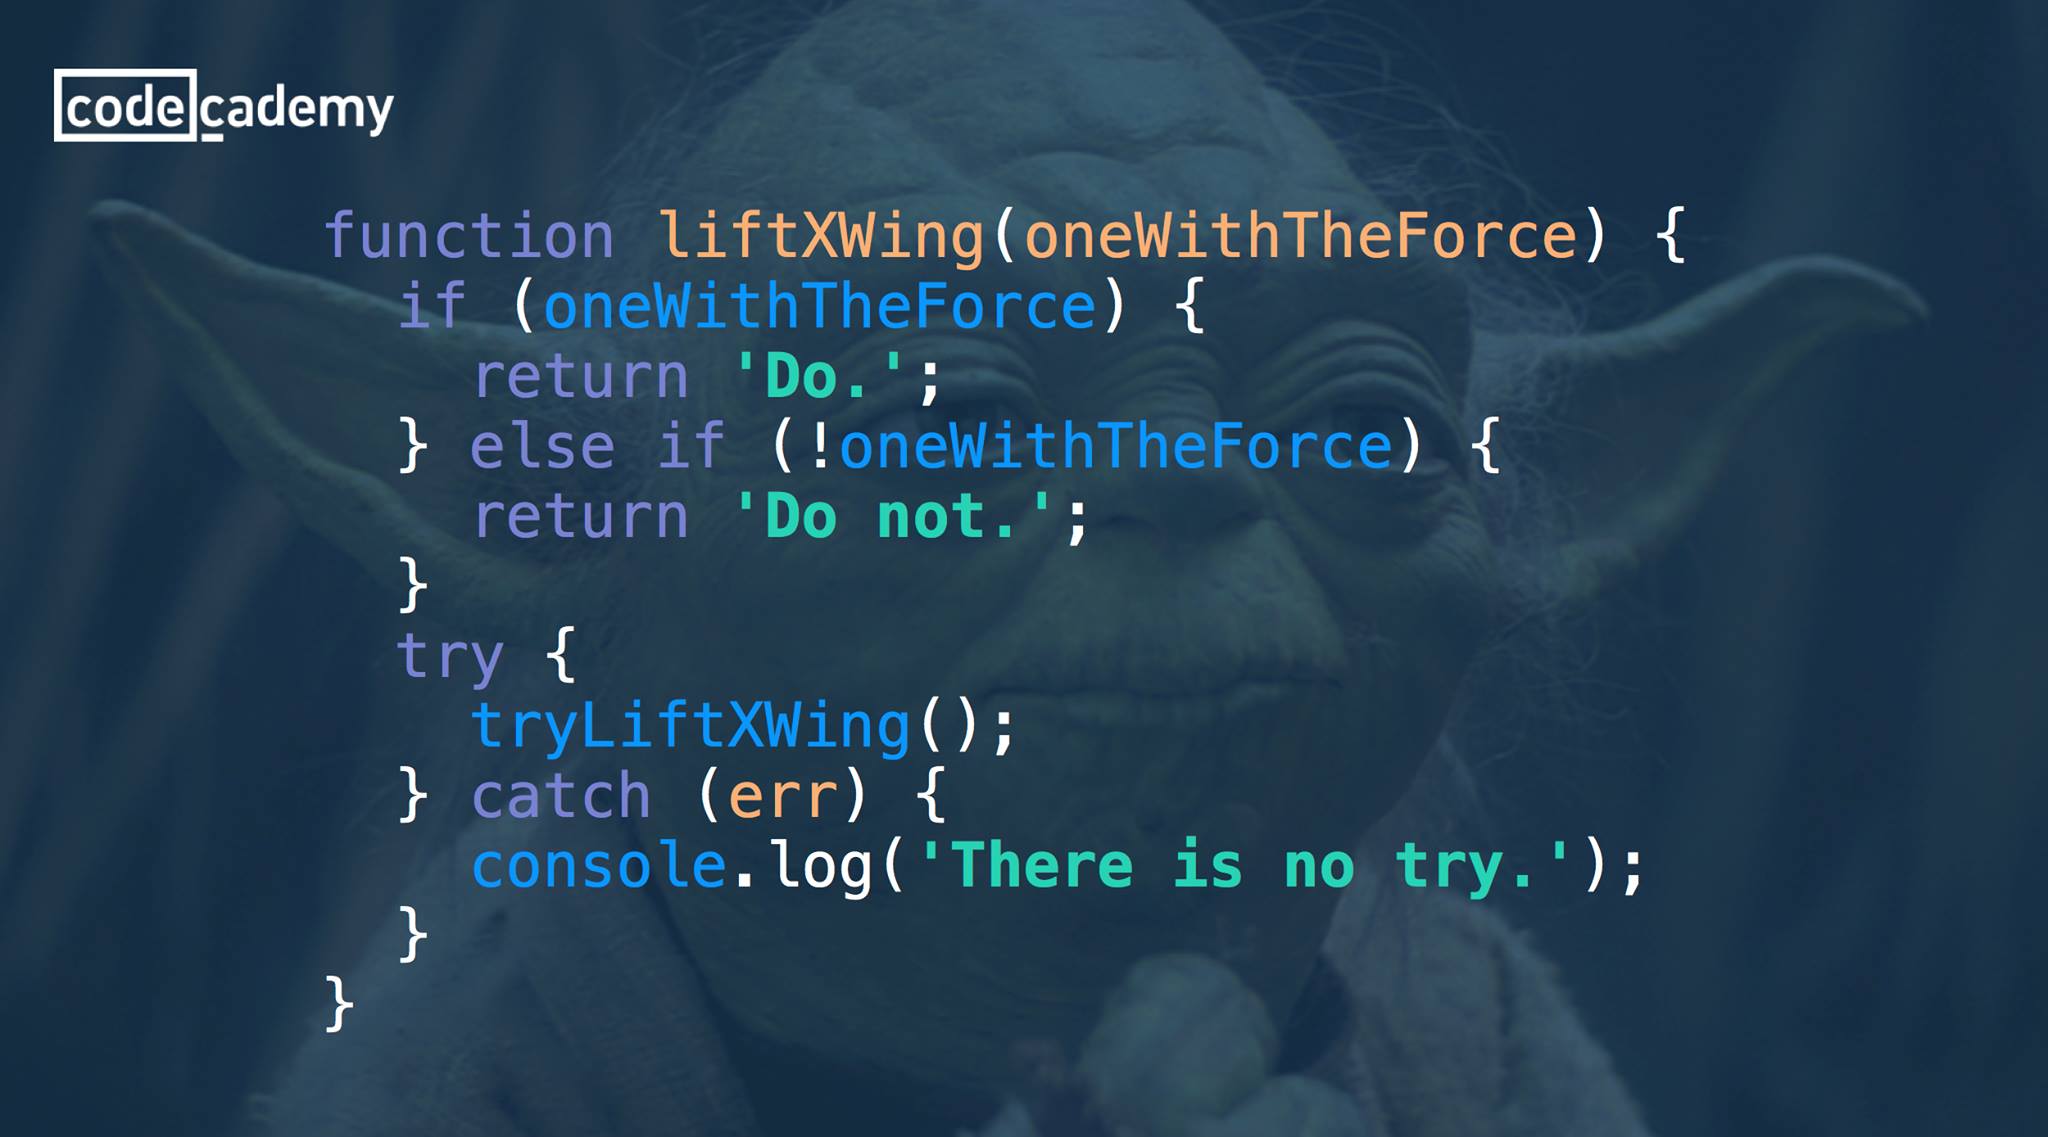 codecademy
function liftXWing(oneWithTheForce) {
  if (oneWithTheForce) {
    return 'Do.';
  } else if (!oneWithTheForce) {
    return 'Do not.';
  }
  try {
    tryLiftXWing();
  } catch (err) {
    console.log('There is no try.');
  }
}